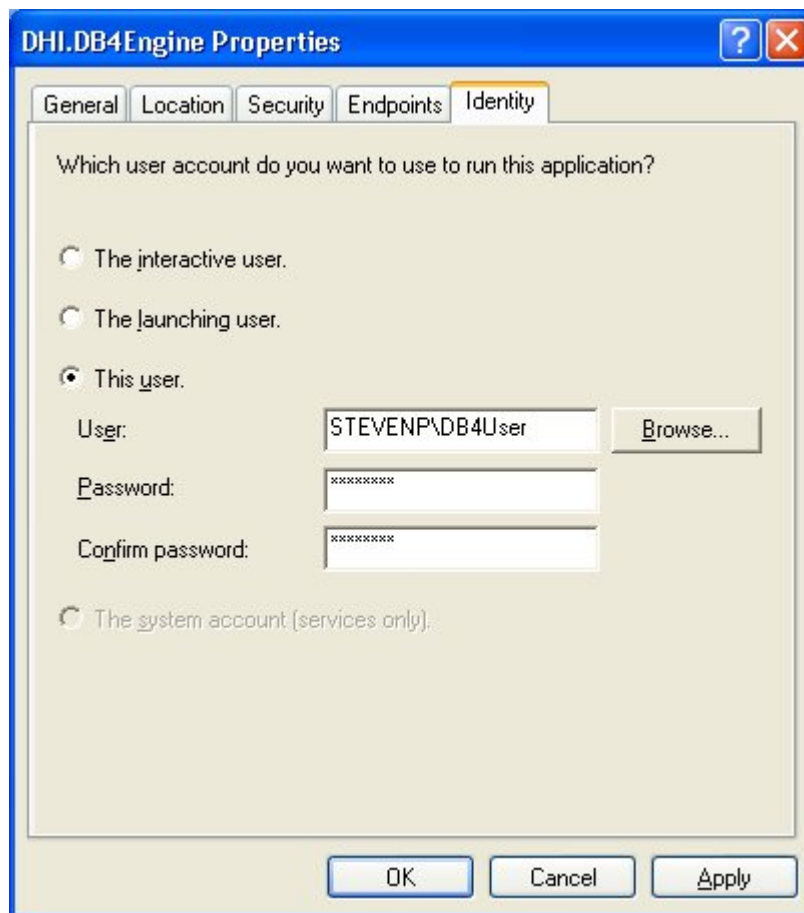 DHI.DB4Engine Properties
General Location Security Endpoints Identity
Which user account do you want to use to run this application?
The interactive user.
The launching user.
This user.
User: STEVENP\DB4User Browse...
Password: ********
Confirm password: ********
The system account (services only).
OK Cancel Apply